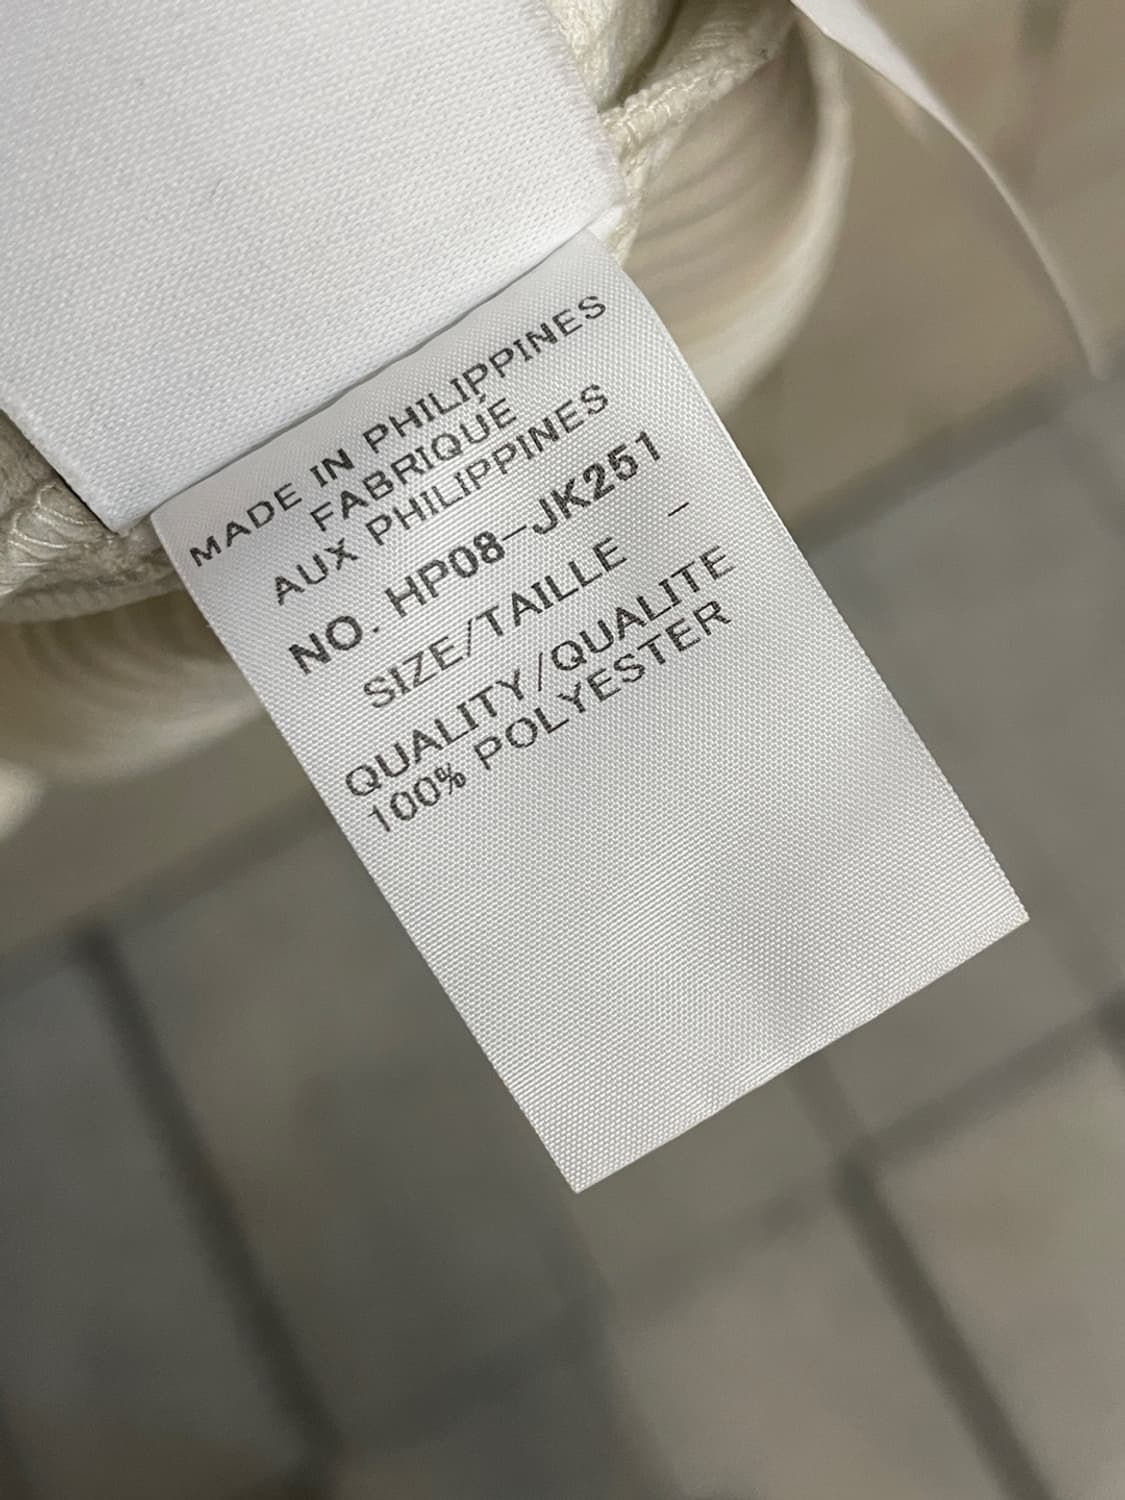 MADE IN PHILIPPINES
FABRIQUÉ
AUX PHILIPPINES
NO. HP08-JK251
SIZE/TAILLE -
QUALITY/QUALITE
100% POLYESTER